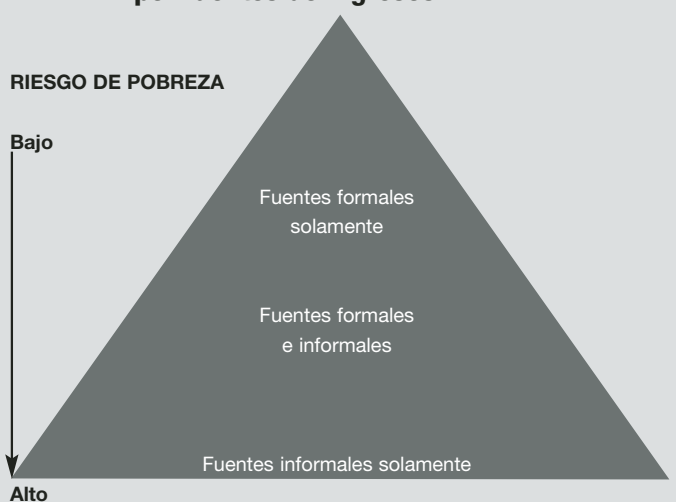 RIESGO DE POBREZA
Bajo
Fuentes formales
solamente
Fuentes formales
e informales
Fuentes informales solamente
Alto